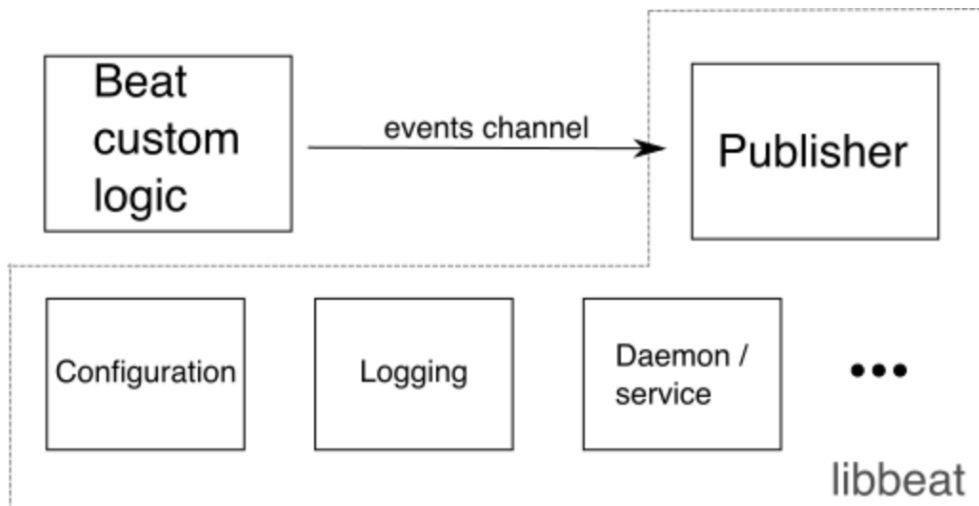 Beat
custom
logic
events channel
Publisher
Configuration
Logging
Daemon /
service
libbeat